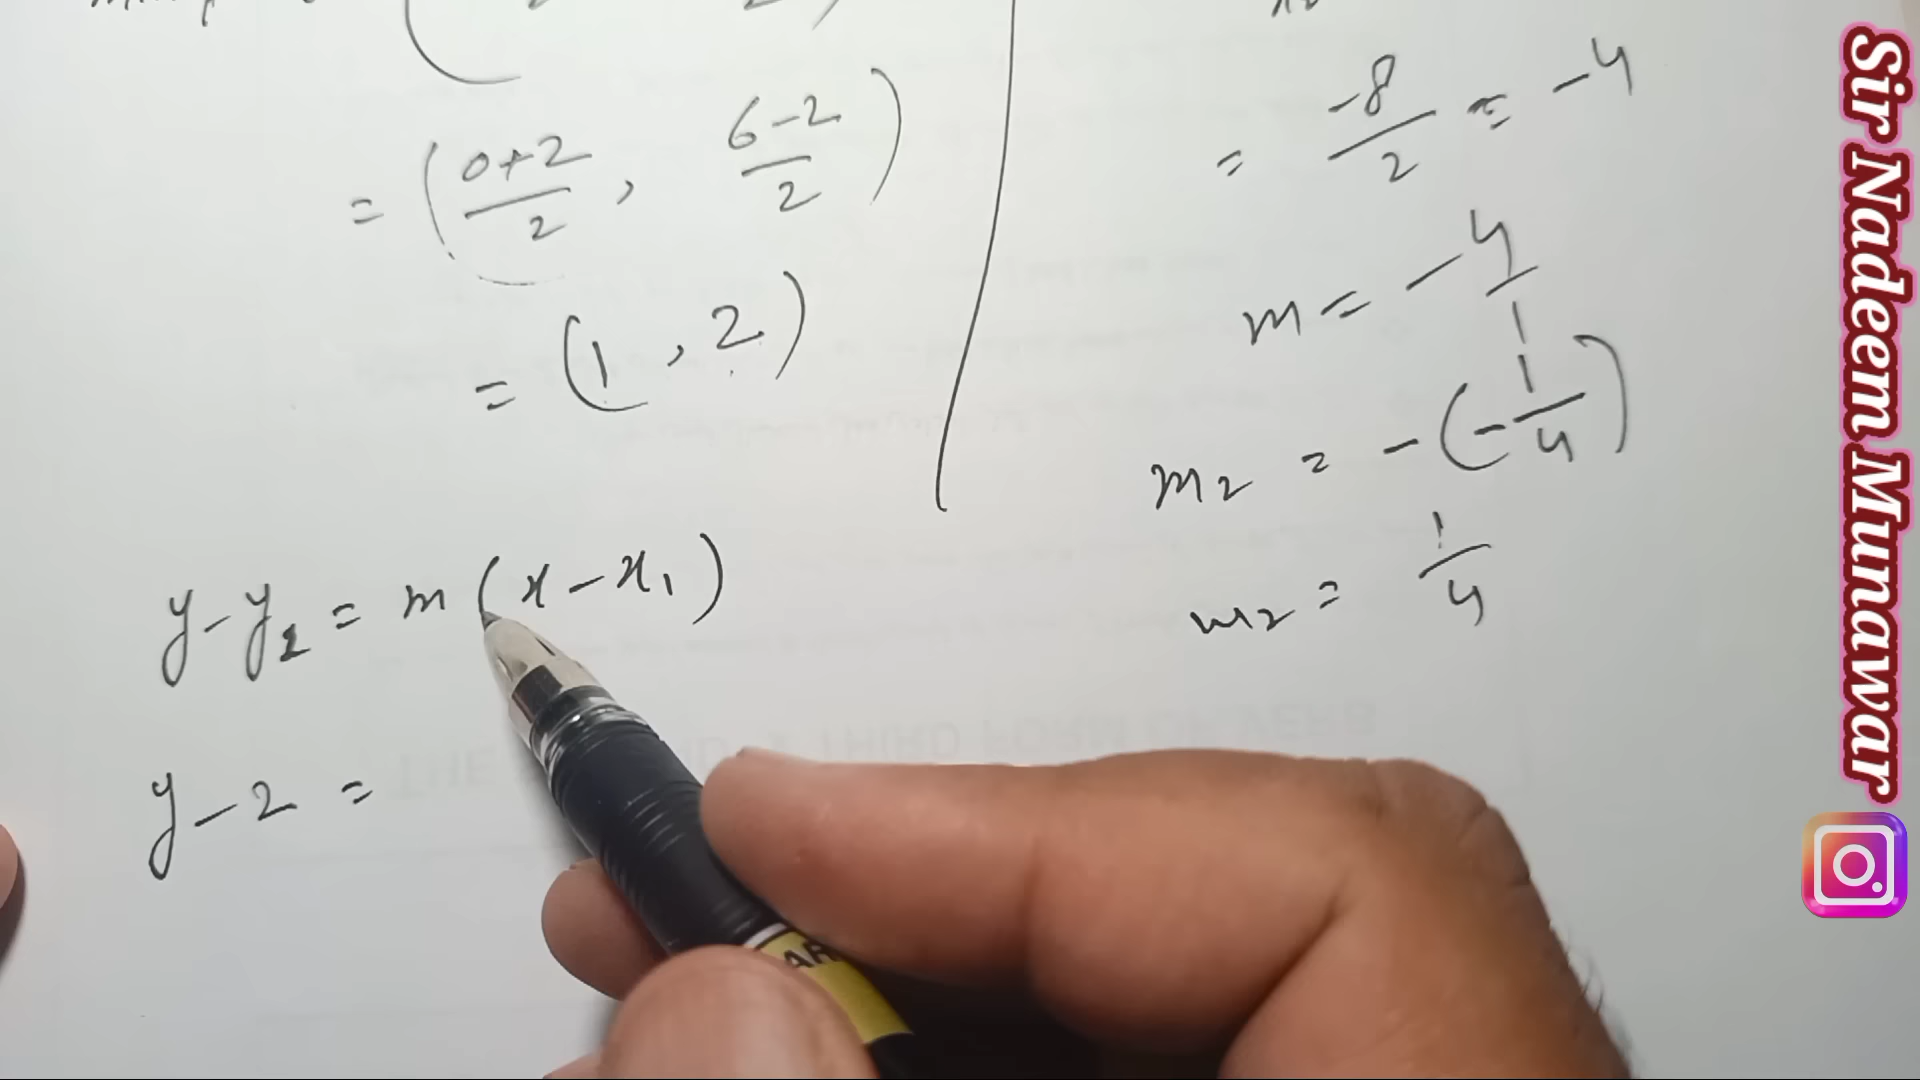 = (0+2/2, 6-2/2)
= (1, 2)
y-y₁ = m(x-x₁)
y-2 =
= -8/2 = -4
m = -4/1
m₂ = -(-1/4)
m₂ = 1/4
AR
Sir Nadeem Munawar